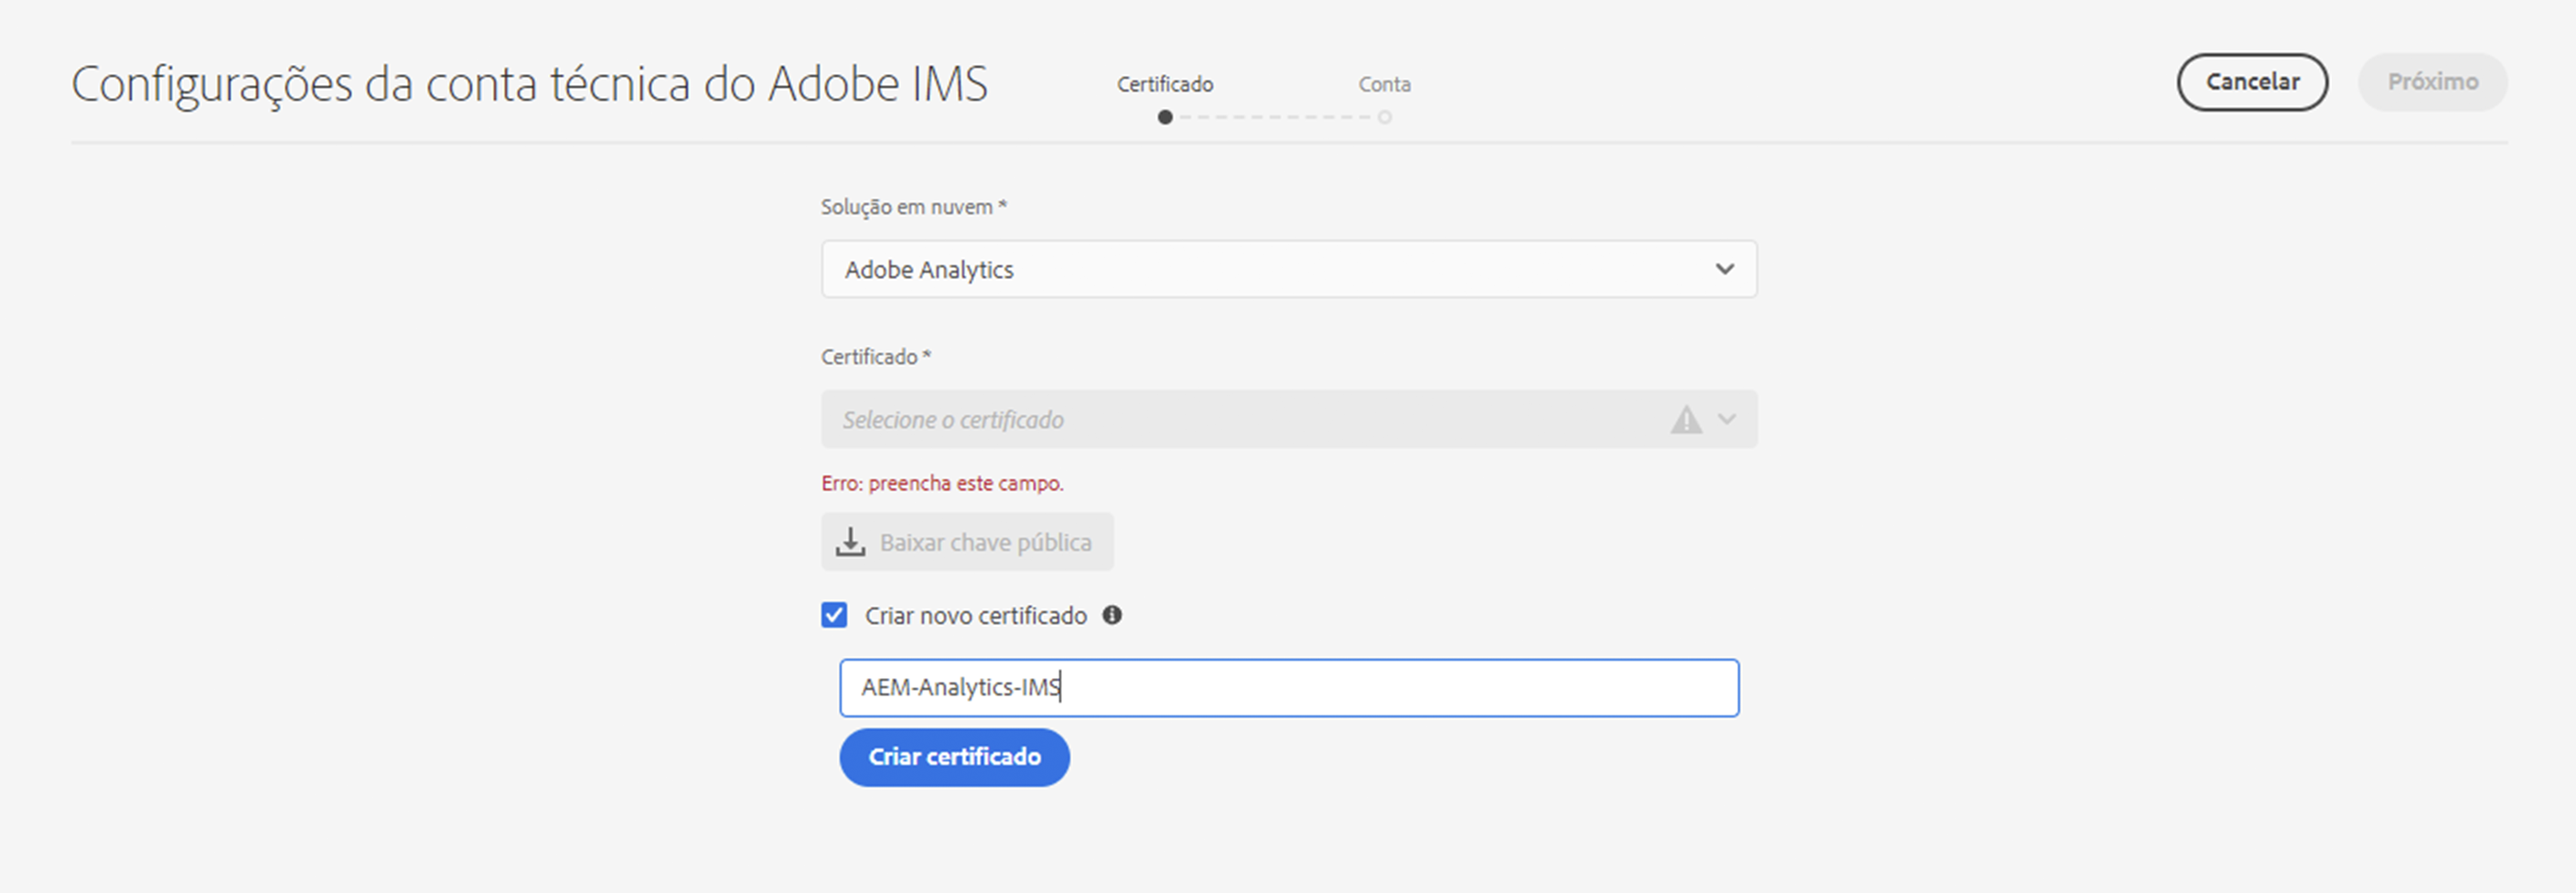 Configurações da conta técnica do Adobe IMS
Certificado
Conta
Cancelar
Próximo
Solução em nuvem *
Adobe Analytics
Certificado *
Selecione o certificado
Erro: preencha este campo.
Baixar chave pública
Criar novo certificado
AEM-Analytics-IMS
Criar certificado